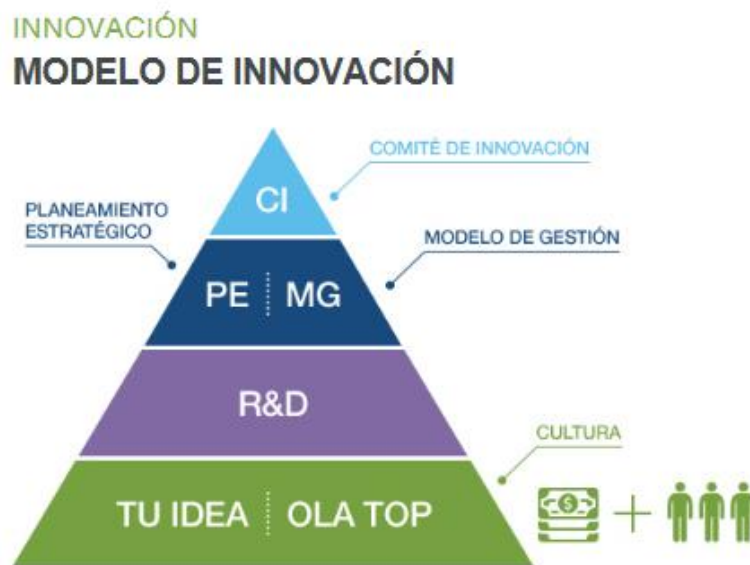 INNOVACIÓN
MODELO DE INNOVACIÓN
COMITÉ DE INNOVACIÓN
CI
PLANEAMIENTO
ESTRATÉGICO
MODELO DE GESTIÓN
PE MG
R&D
CULTURA
TU IDEA OLA TOP
$